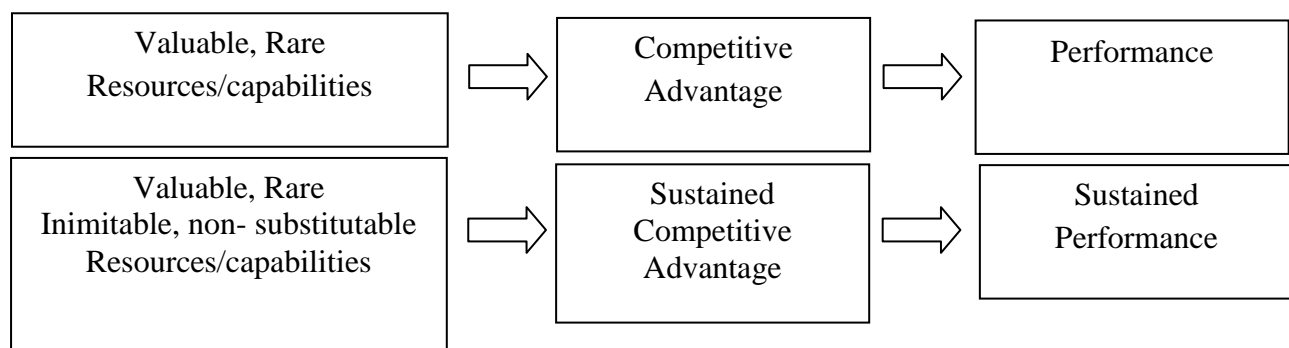 Valuable, Rare
Resources/capabilities
Competitive
Advantage
Performance
Valuable, Rare
Inimitable, non- substitutable
Resources/capabilities
Sustained
Competitive
Advantage
Sustained
Performance